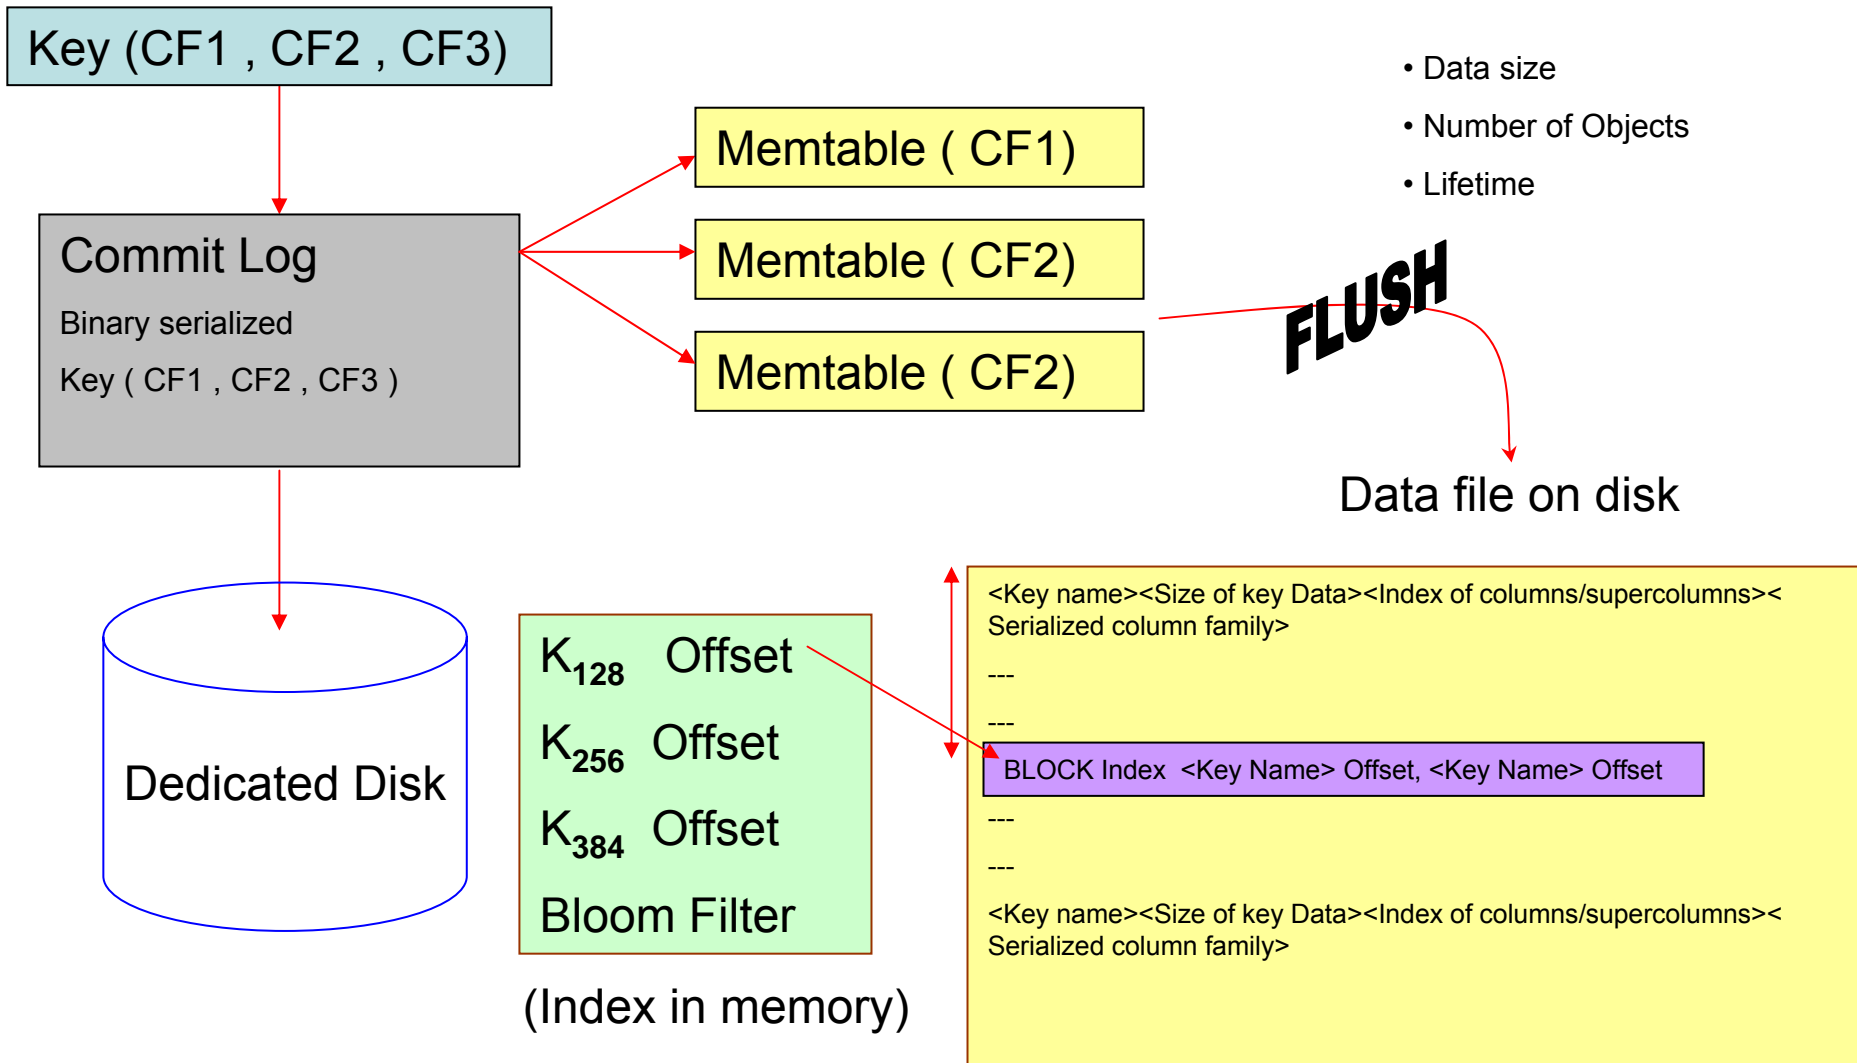 Key (CF1 , CF2 , CF3)
• Data size
• Number of Objects
• Lifetime
Memtable ( CF1)
Memtable ( CF2)
Memtable ( CF2)
Commit Log
Binary serialized
Key ( CF1 , CF2 , CF3 )
FLUSH
Data file on disk
Dedicated Disk
K128 Offset
K256 Offset
K384 Offset
Bloom Filter
(Index in memory)
<Key name><Size of key Data><Index of columns/supercolumns><
Serialized column family>
---
---
BLOCK Index <Key Name> Offset, <Key Name> Offset
---
---
<Key name><Size of key Data><Index of columns/supercolumns><
Serialized column family>